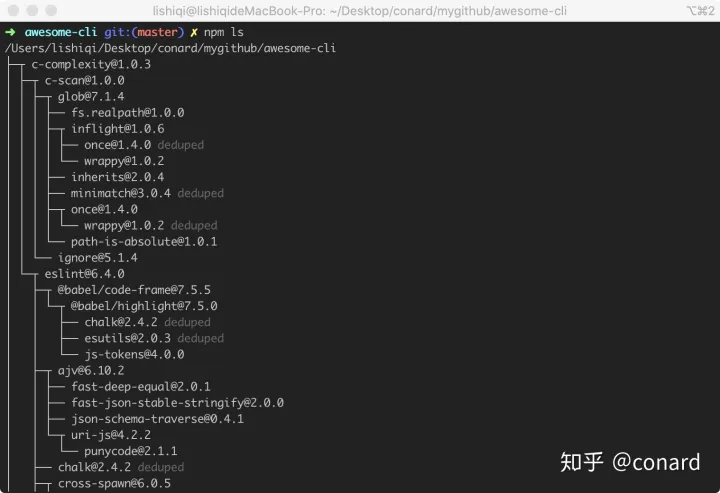 lishiqi@lishiqideMacBook-Pro: ~/Desktop/conard/mygithub/awesome-cli ⌥⌘2
➜ awesome-cli git:(master) ✗ npm ls
/Users/lishiqi/Desktop/conard/mygithub/awesome-cli
├─┬ c-complexity@1.0.3
│ ├─┬ c-scan@1.0.0
│ │ ├─┬ glob@7.1.4
│ │ │ ├── fs.realpath@1.0.0
│ │ │ ├─┬ inflight@1.0.6
│ │ │ │ ├── once@1.4.0 deduped
│ │ │ │ └── wrappy@1.0.2
│ │ │ ├── inherits@2.0.4
│ │ │ ├── minimatch@3.0.4 deduped
│ │ │ ├─┬ once@1.4.0
│ │ │ │ └── wrappy@1.0.2 deduped
│ │ │ └── path-is-absolute@1.0.1
│ │ └── ignore@5.1.4
│ └─┬ eslint@6.4.0
│   ├─┬ @babel/code-frame@7.5.5
│   │ └─┬ @babel/highlight@7.5.0
│   │   ├── chalk@2.4.2 deduped
│   │   ├── esutils@2.0.3 deduped
│   │   └── js-tokens@4.0.0
│   ├─┬ ajv@6.10.2
│   │ ├── fast-deep-equal@2.0.1
│   │ ├── fast-json-stable-stringify@2.0.0
│   │ ├── json-schema-traverse@0.4.1
│   │ └─┬ uri-js@4.2.2
│   │   └── punycode@2.1.1
│   ├── chalk@2.4.2 deduped
│   ├─┬ cross-spawn@6.0.5
知乎 @conard